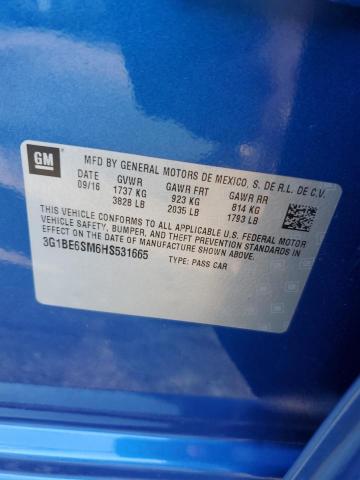 GM
MFD BY GENERAL MOTORS DE MEXICO, S. DE R.L. DE C.V.
DATE GVWR GAWR FRT GAWR RR
09/16 1737 KG 923 KG 814 KG
3828 LB 2035 LB 1793 LB
THIS VEHICLE CONFORMS TO ALL APPLICABLE U.S. FEDERAL MOTOR
VEHICLE SAFETY, BUMPER, AND THEFT PREVENTION STANDARDS
IN EFFECT ON THE DATE OF MANUFACTURE SHOWN ABOVE.
3G1BE6SM6HS531665 TYPE: PASS CAR